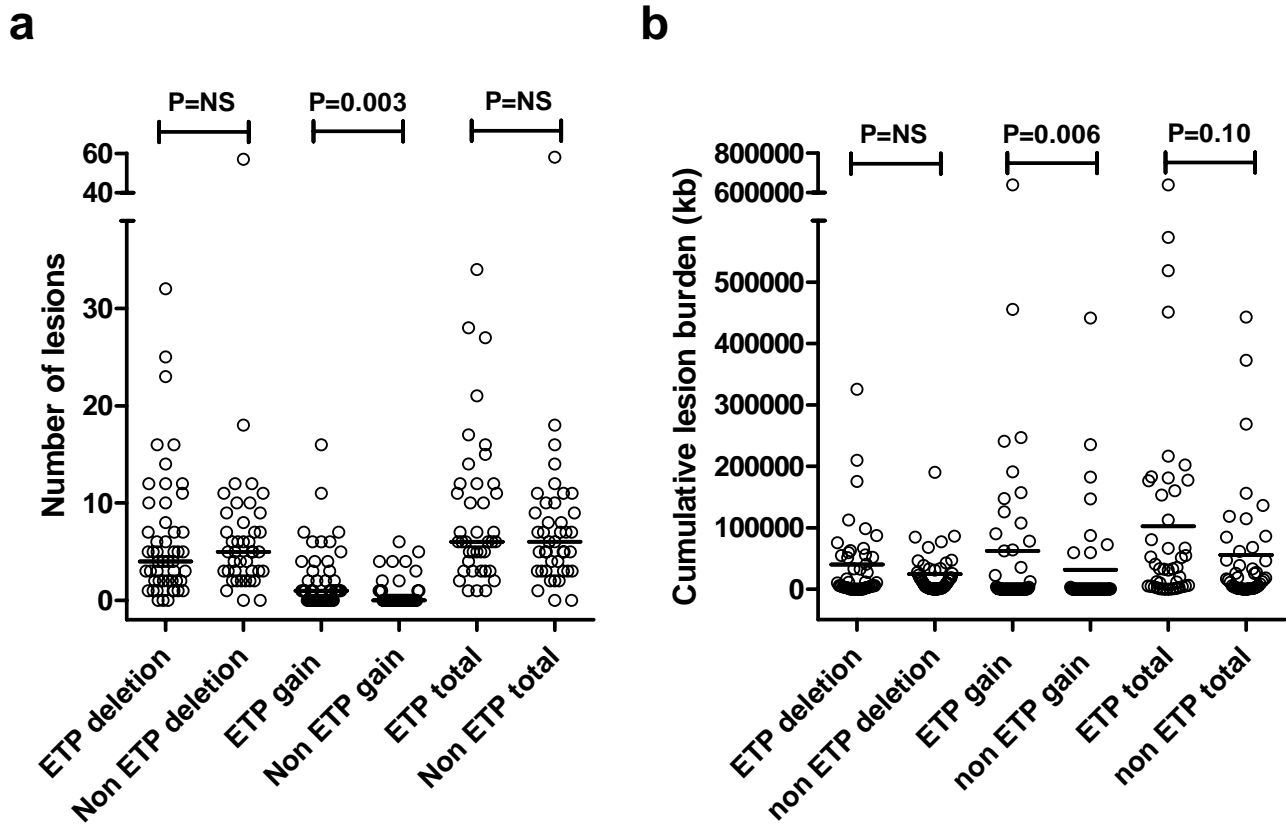 a
P=NS
P=0.003
P=NS
60
40
30
20
10
0
Number of lesions
ETP deletion
Non ETP deletion
ETP gain
Non ETP gain
ETP total
Non ETP total
b
P=NS
P=0.006
P=0.10
800000
600000
500000
400000
300000
200000
100000
0
Cumulative lesion burden (kb)
ETP deletion
non ETP deletion
ETP gain
non ETP gain
ETP total
non ETP total